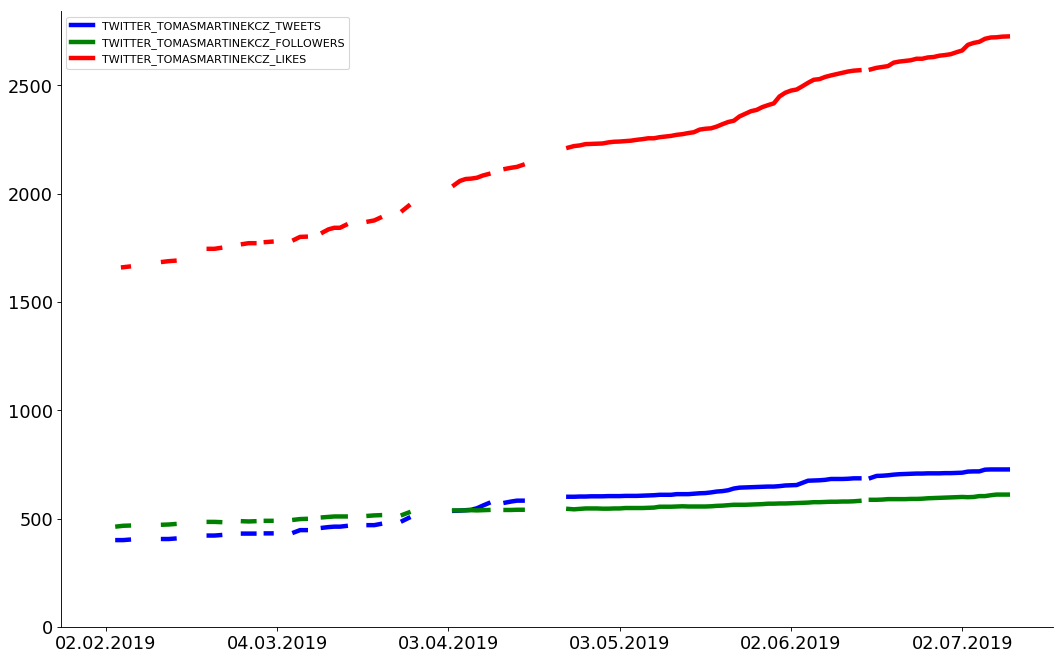 TWITTER_TOMASMARTINEKCZ_TWEETS
TWITTER_TOMASMARTINEKCZ_FOLLOWERS
TWITTER_TOMASMARTINEKCZ_LIKES
2500
2000
1500
1000
500
0
02.02.2019 04.03.2019 03.04.2019 03.05.2019 02.06.2019 02.07.2019